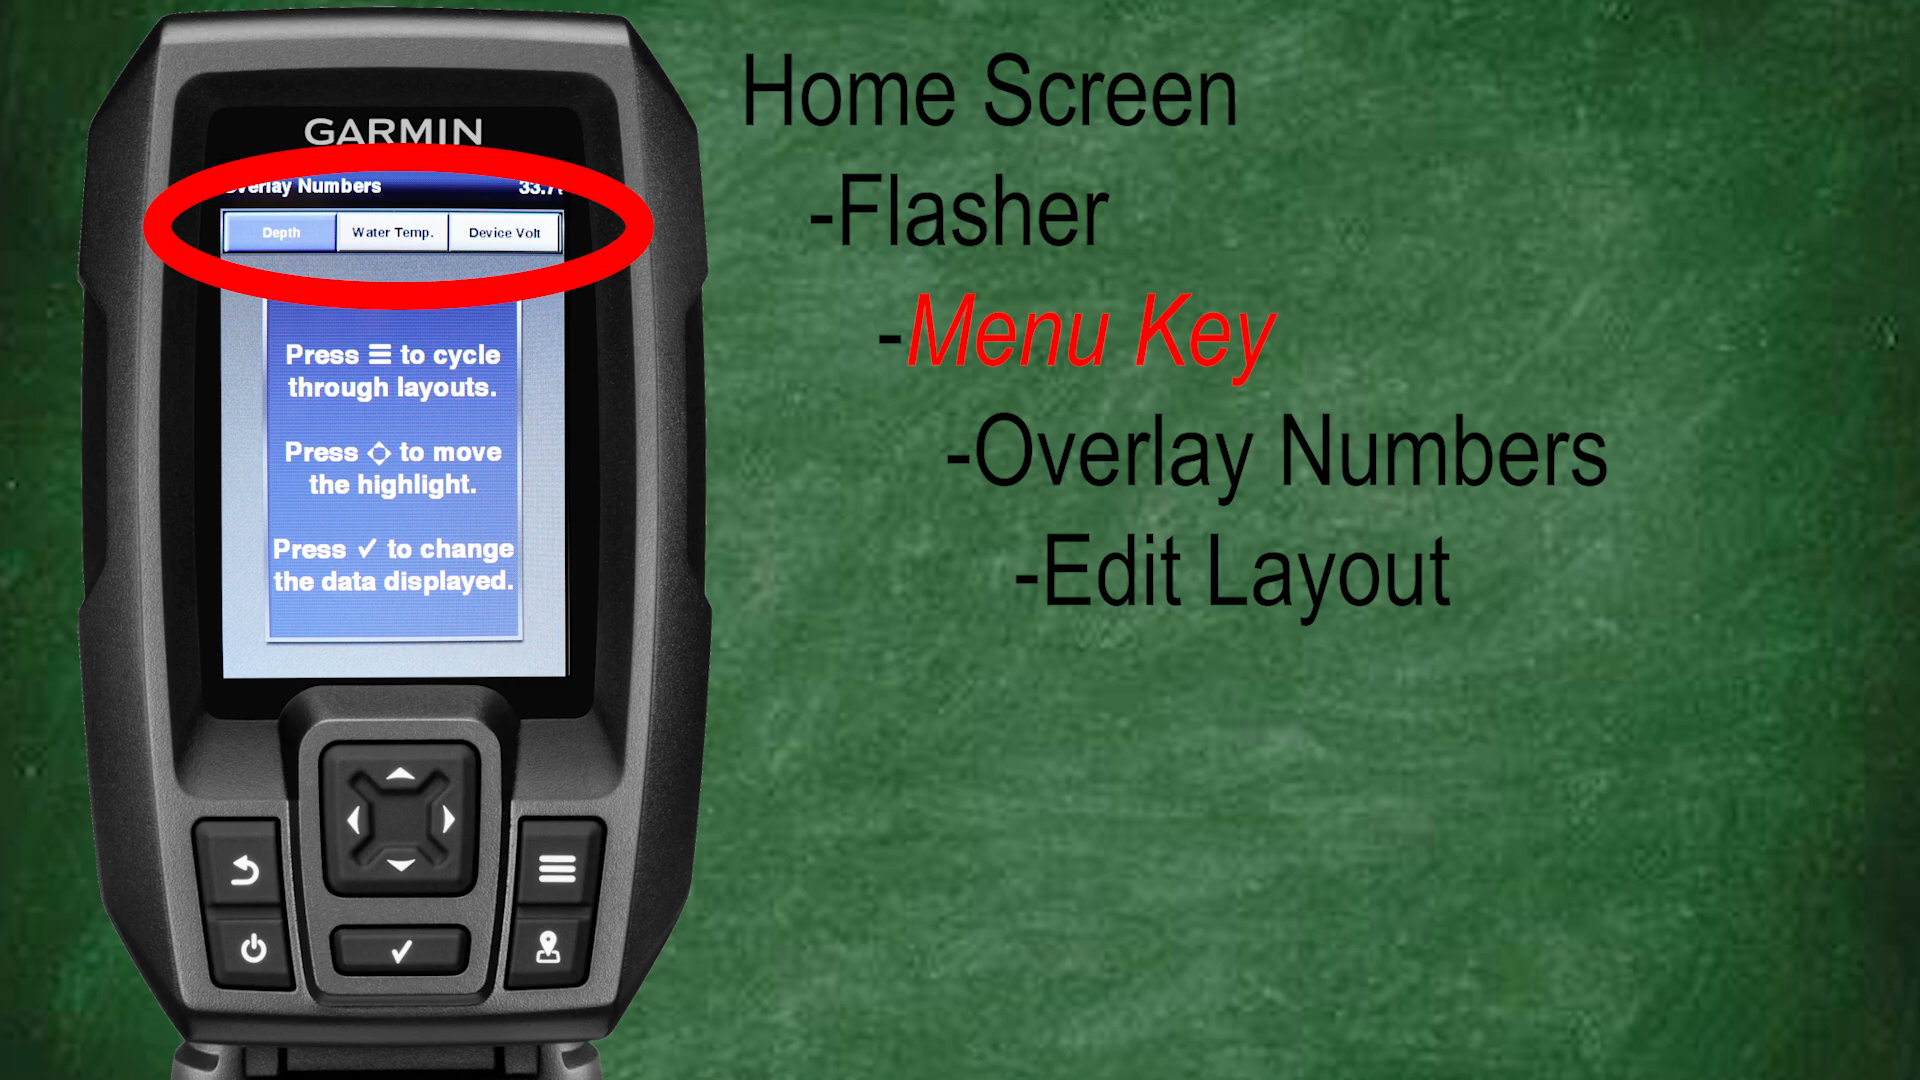 GARMIN
Overlay Numbers
Depth Water Temp. Device Volt
Press ☰ to cycle
through layouts.
Press to move
the highlight.
Press ✓ to change
the data displayed.
Home Screen
-Flasher
-Menu Key
-Overlay Numbers
-Edit Layout